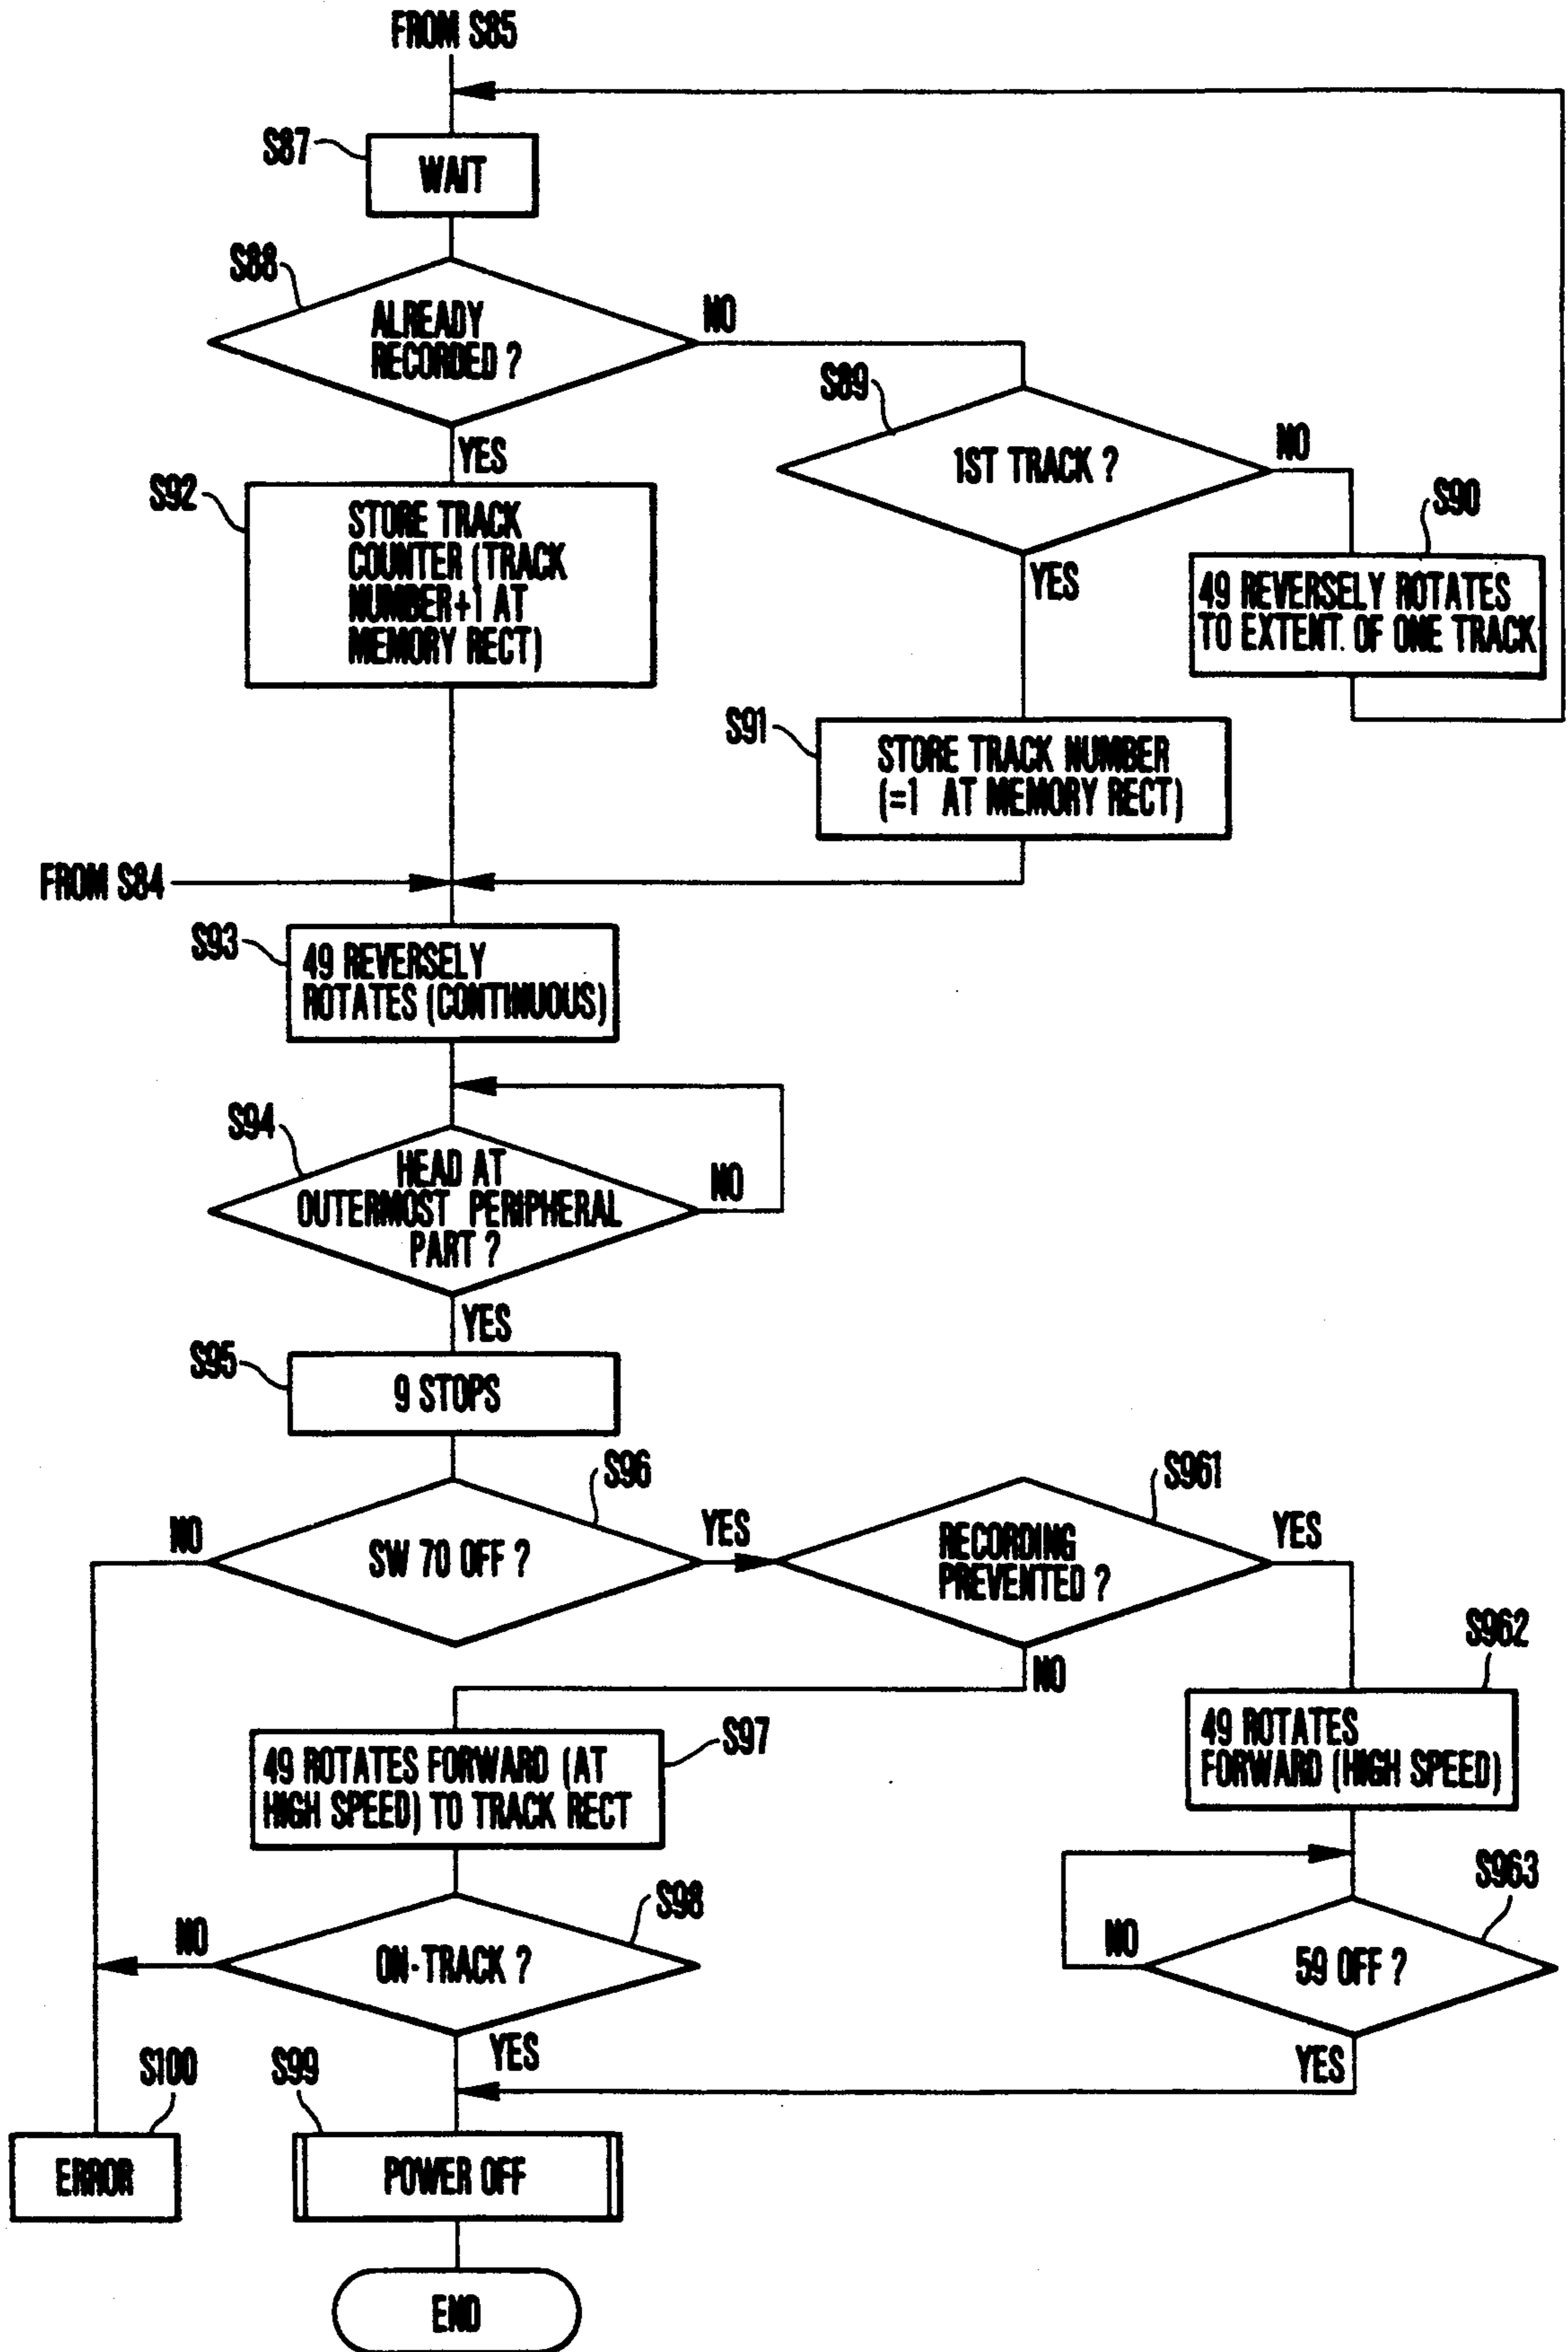 FROM S85
S87
WAIT
S88
ALREADY
RECORDED ?
NO
YES
S89
1ST TRACK ?
NO
YES
S90
49 REVERSELY ROTATES
TO EXTENT. OF ONE TRACK
S92
STORE TRACK
COUNTER (TRACK
NUMBER+1 AT
MEMORY RECT)
S91
STORE TRACK NUMBER
(=1 AT MEMORY RECT)
FROM S84
S93
49 REVERSELY
ROTATES (CONTINUOUS)
S94
HEAD AT
OUTERMOST PERIPHERAL
PART ?
NO
YES
S95
9 STOPS
S96
SW 70 OFF ?
NO
YES
S961
RECORDING
PREVENTED ?
YES
NO
S962
49 ROTATES
FORWARD (HIGH SPEED)
S97
49 ROTATES FORWARD (AT
HIGH SPEED) TO TRACK RECT
S98
ON-TRACK ?
NO
YES
S963
59 OFF ?
NO
YES
S100
ERROR
S99
POWER OFF
END